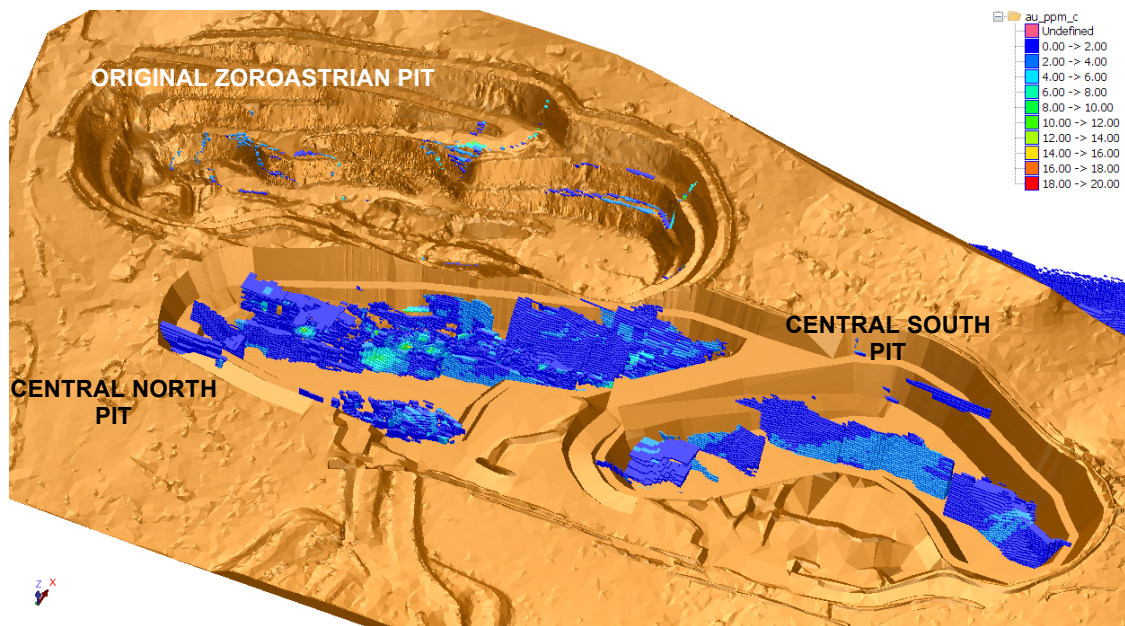 au_ppm_c
Undefined
0.00 -> 2.00
2.00 -> 4.00
4.00 -> 6.00
6.00 -> 8.00
8.00 -> 10.00
10.00 -> 12.00
12.00 -> 14.00
14.00 -> 16.00
16.00 -> 18.00
18.00 -> 20.00
ORIGINAL ZOROASTRIAN PIT
CENTRAL SOUTH
PIT
CENTRAL NORTH
PIT
Z X